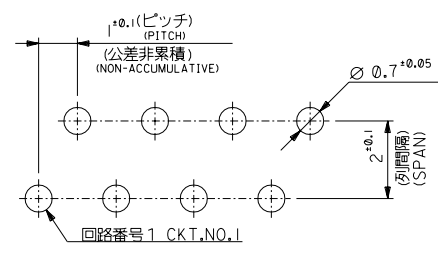 1±0.1(ピッチ)
(PITCH)
(公差非累積)
(NON-ACCUMULATIVE)
Ø 0.7±0.05
2±0.1
(列間隔)
(SPAN)
回路番号1 CKT.NO.1